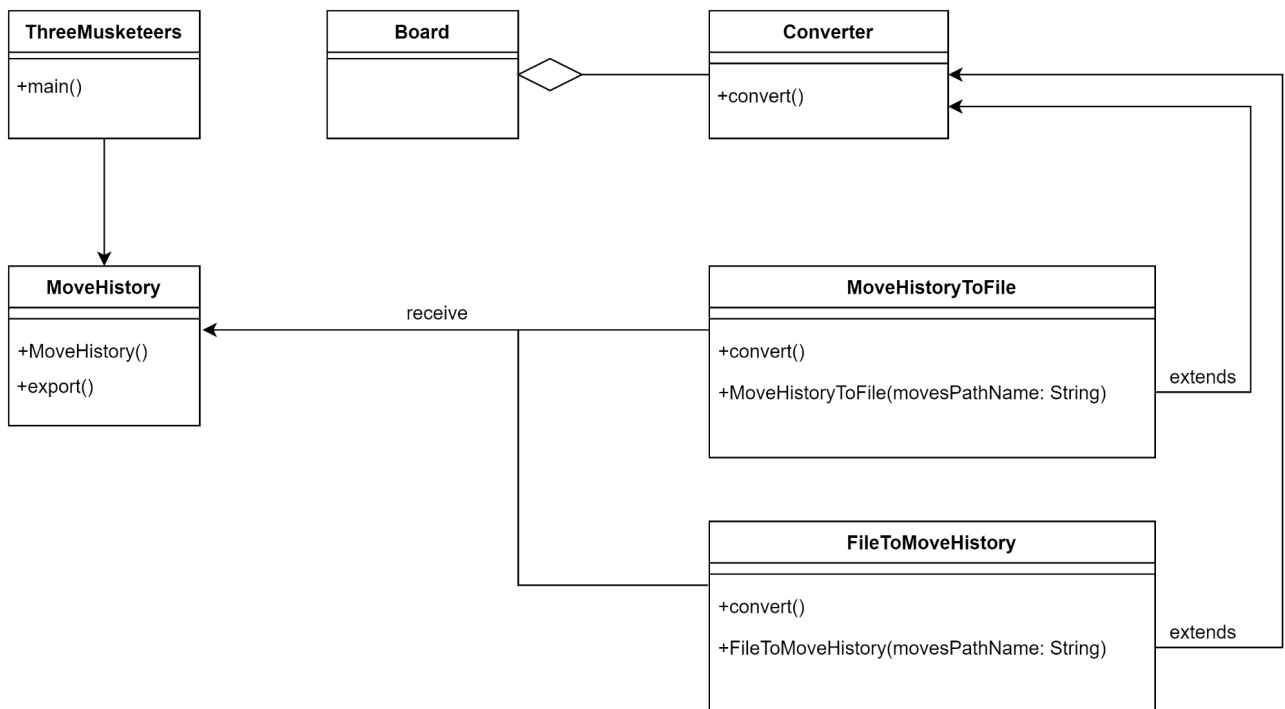 ThreeMusketeers
+main()
Board
Converter
+convert()
MoveHistory
+MoveHistory()
+export()
receive
MoveHistoryToFile
+convert()
+MoveHistoryToFile(movesPathName: String)
extends
FileToMoveHistory
+convert()
+FileToMoveHistory(movesPathName: String)
extends